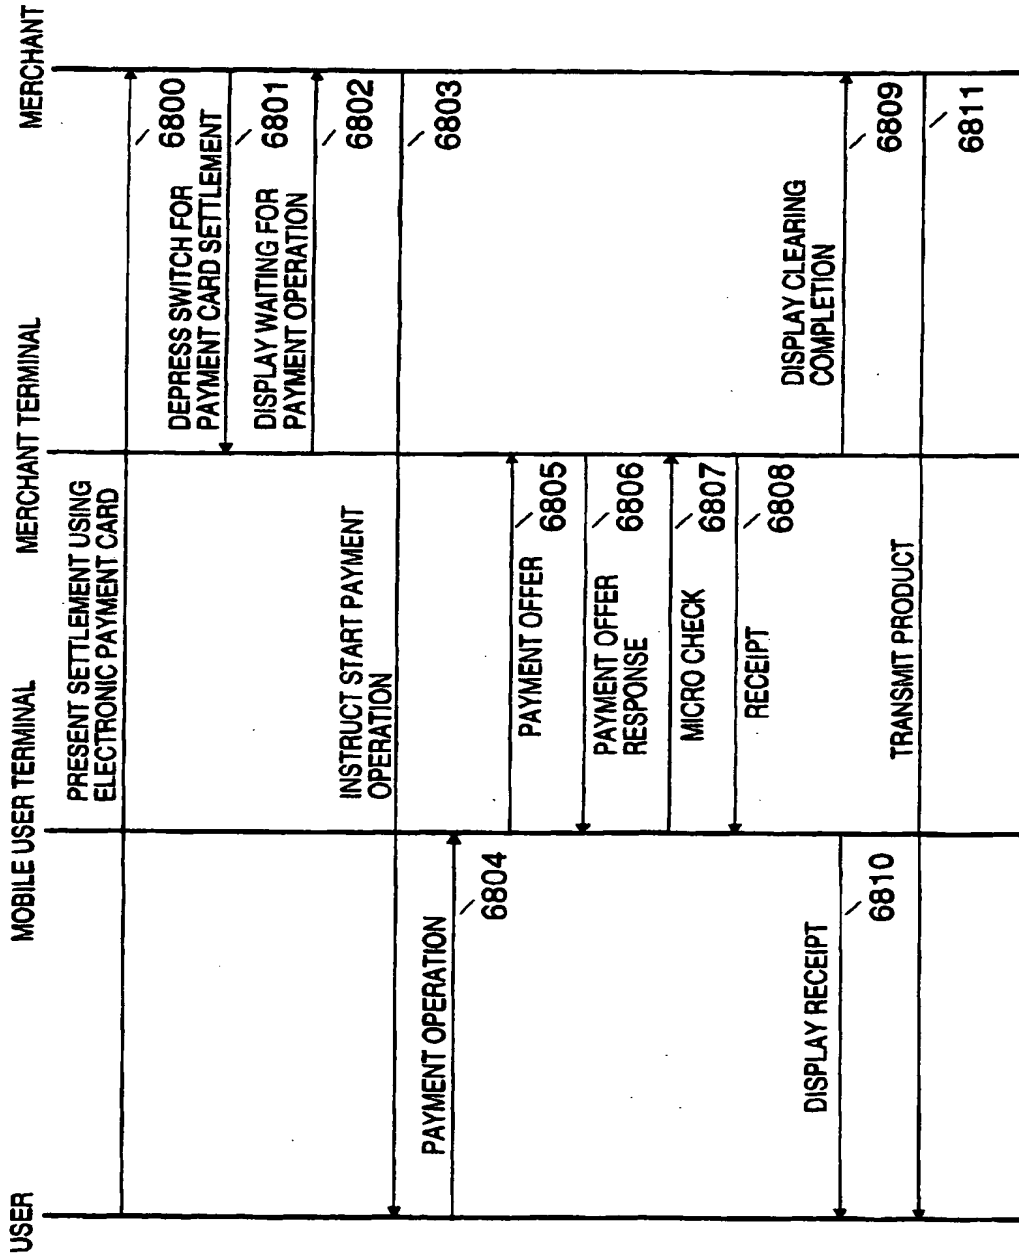 USER
MOBILE USER TERMINAL
MERCHANT TERMINAL
MERCHANT
PRESENT SETTLEMENT USING
ELECTRONIC PAYMENT CARD
6800
DEPRESS SWITCH FOR
PAYMENT CARD SETTLEMENT
6801
DISPLAY WAITING FOR
PAYMENT OPERATION
6802
INSTRUCT START PAYMENT
OPERATION
6803
PAYMENT OPERATION
6804
PAYMENT OFFER
6805
PAYMENT OFFER
RESPONSE
6806
MICRO CHECK
6807
RECEIPT
6808
DISPLAY CLEARING
COMPLETION
6809
DISPLAY RECEIPT
6810
TRANSMIT PRODUCT
6811